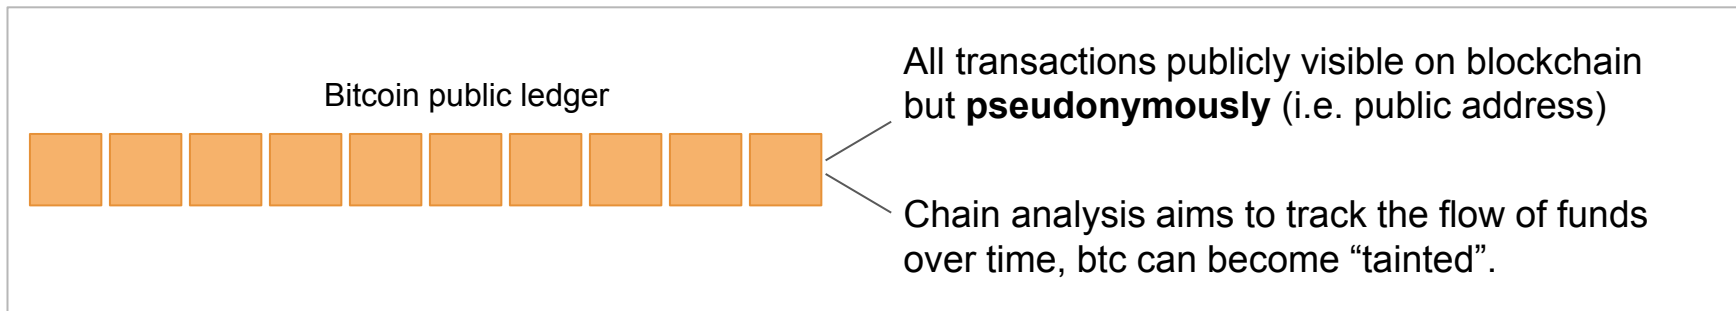 Bitcoin public ledger
All transactions publicly visible on blockchain
but pseudonymously (i.e. public address)
Chain analysis aims to track the flow of funds
over time, btc can become “tainted”.